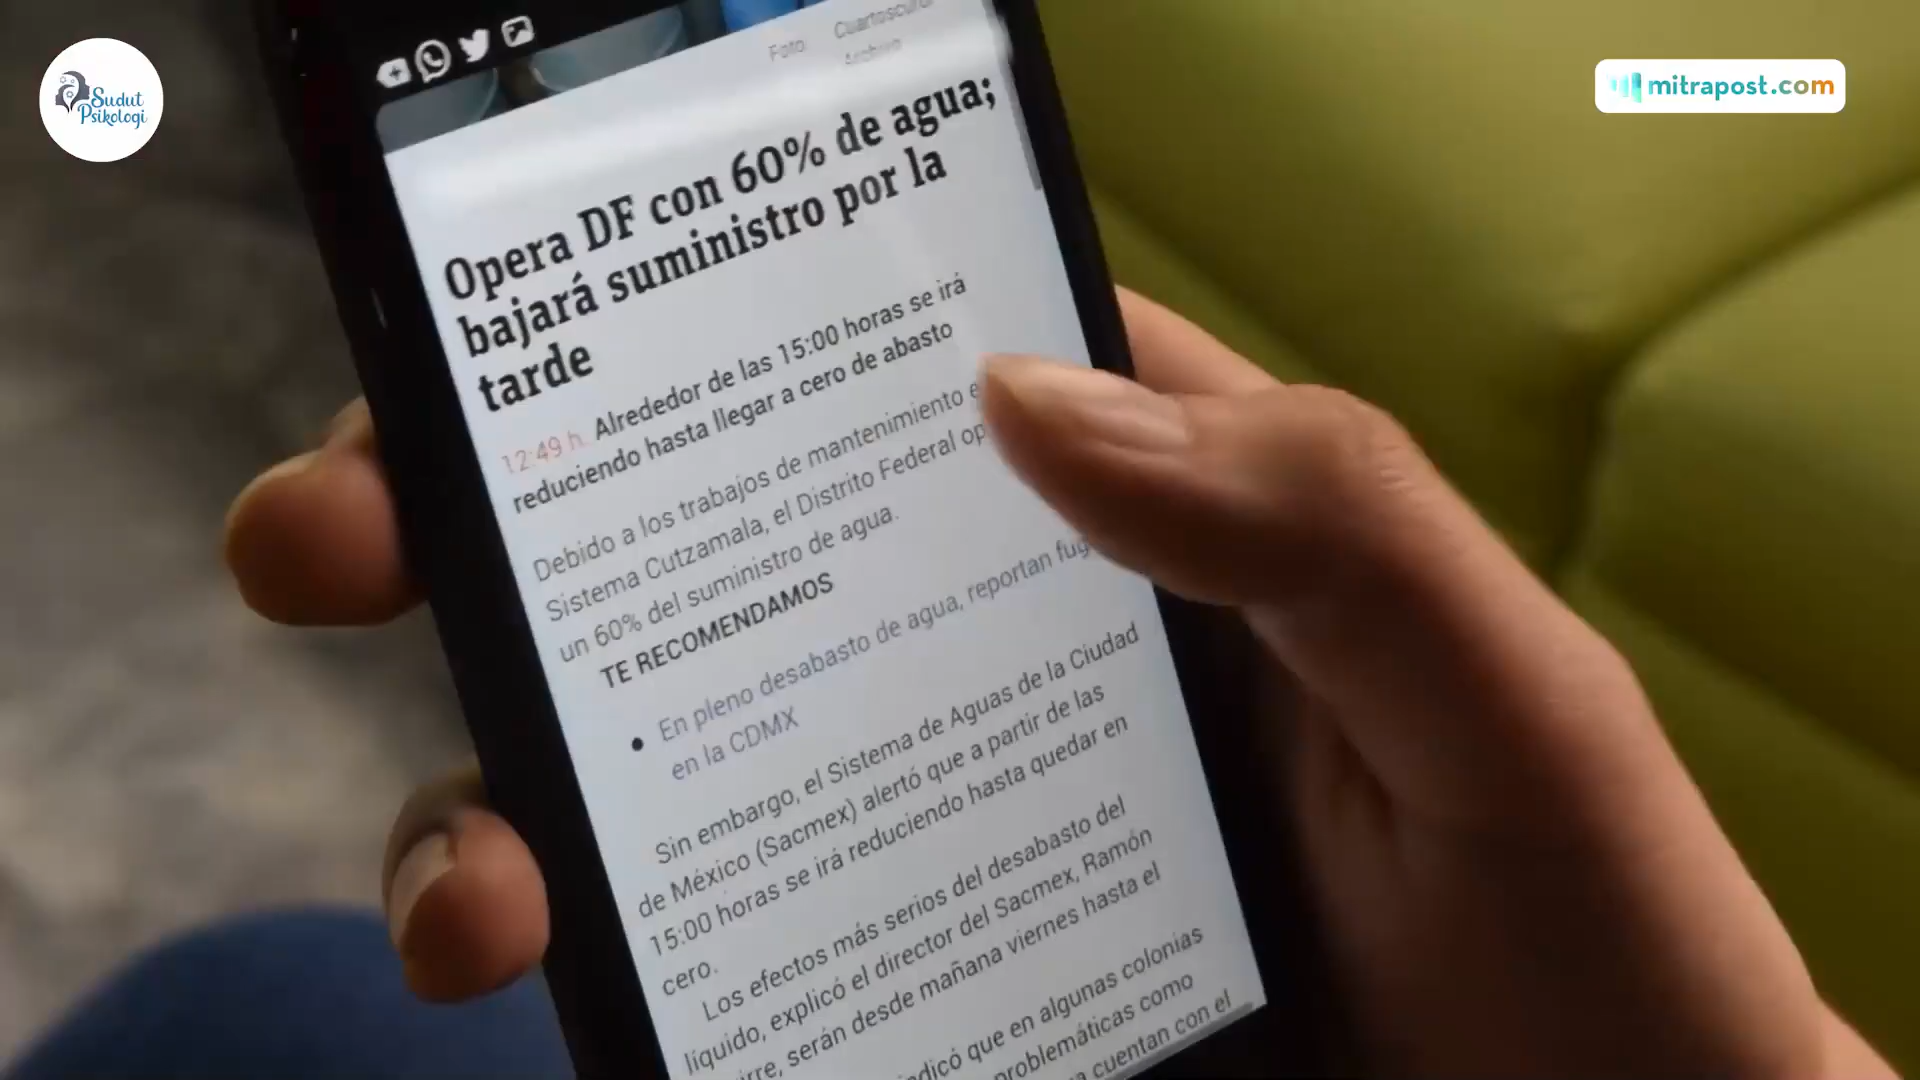 Sudut
Psikologi
mitrapost.com
Foto
Cuartoscuro/
Archivo
Opera DF con 60% de agua;
bajará suministro por la
tarde
12:49 h. Alrededor de las 15:00 horas se irá
reduciendo hasta llegar a cero de abasto
Debido a los trabajos de mantenimiento
Sistema Cutzamala, el Distrito Federal
un 60% del suministro de agua.
TE RECOMENDAMOS
En pleno desabasto de agua, reportan
en la CDMX
Sin embargo, el Sistema de Aguas de la Ciudad
de México (Sacmex) alertó que a partir de las
15:00 horas se irá reduciendo hasta quedar en
cero.
Los efectos más serios del desabasto del
líquido, explicó el director del Sacmex, Ramón
serán desde mañana viernes hasta el
que en algunas colonias
problemáticas como
cuentan con el